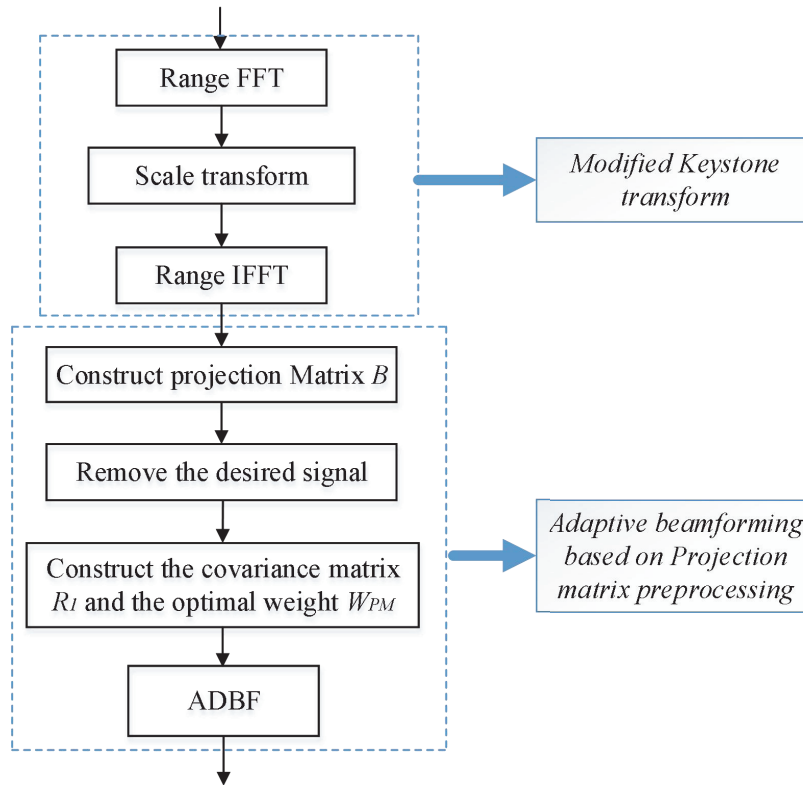 Range FFT
Scale transform
Range IFFT
Modified Keystone
transform
Construct projection Matrix B
Remove the desired signal
Construct the covariance matrix
R1 and the optimal weight WPM
ADBF
Adaptive beamforming
based on Projection
matrix preprocessing